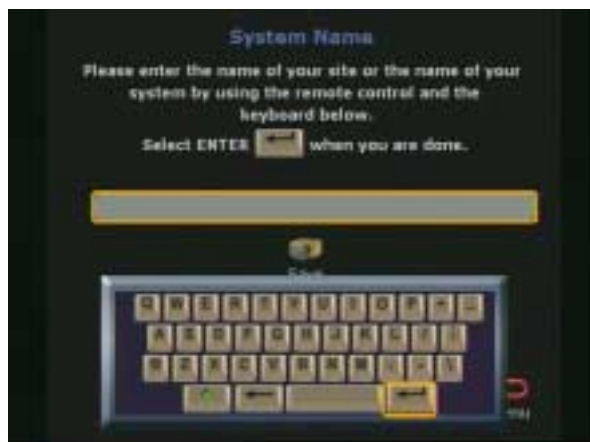 System Name
Please enter the name of your site or the name of your
system by using the remote control and the
keyboard below.
Select ENTER when you are done.
Save
Q W E R T Y U I O P
A S D F G H J K L
Z X C V B N M